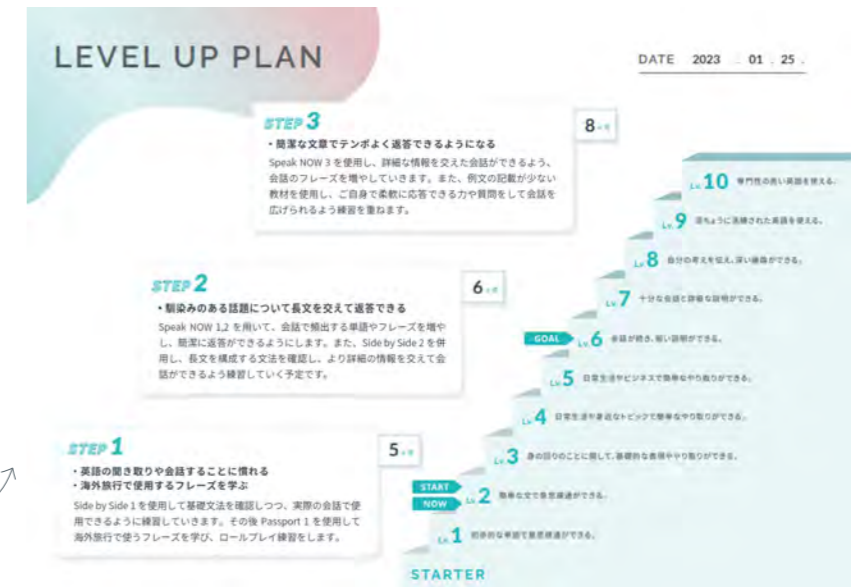 LEVEL UP PLAN
DATE 2023 . 01 . 25 .
STEP 3
・簡潔な文章でテンポよく返答できるようになる
Speak NOW 3 を使用し、詳細な情報を交えた会話ができるよう、
会話のフレーズを増やしていきます。また、例文の記載が少ない
教材を使用し、ご自身で柔軟に応答できる力や質問をして会話を
広げられるよう練習を重ねます。
8
STEP 2
・馴染みのある話題について長文を交えて返答できる
Speak NOW 1,2 を用いて、会話で頻出する単語やフレーズを増や
し、簡潔に返答ができるようにします。また、Side by Side 2 を併
用し、長文を構成する文法を確認し、より詳細の情報を交えて会
話ができるよう練習していく予定です。
6
STEP 1
・英語の聞き取りや会話することに慣れる
・海外旅行で使用するフレーズを学ぶ
Side by Side 1 を使用して基礎文法を確認しつつ、実際の会話で使
用できるように練習していきます。その後 Passport 1 を使用して
海外旅行で使うフレーズを学び、ロールプレイ練習をします。
5
Lv. 10 専門性の高い英語を使える。
Lv. 9 流ちょうに洗練された英語を使える。
Lv. 8 自分の考えを伝え、深い議論ができる。
Lv. 7 十分な会話と詳細な説明ができる。
GOAL Lv. 6 会話が続き、短い説明ができる。
Lv. 5 日常生活やビジネスで簡単なやり取りができる。
Lv. 4 日常生活や身近なトピックで簡単なやり取りができる。
Lv. 3 身の回りのことに関して、基礎的な表現ややり取りができる。
START
NOW
Lv. 2 簡単な文で意思疎通ができる。
Lv. 1 初歩的な単語で意思疎通ができる。
STARTER